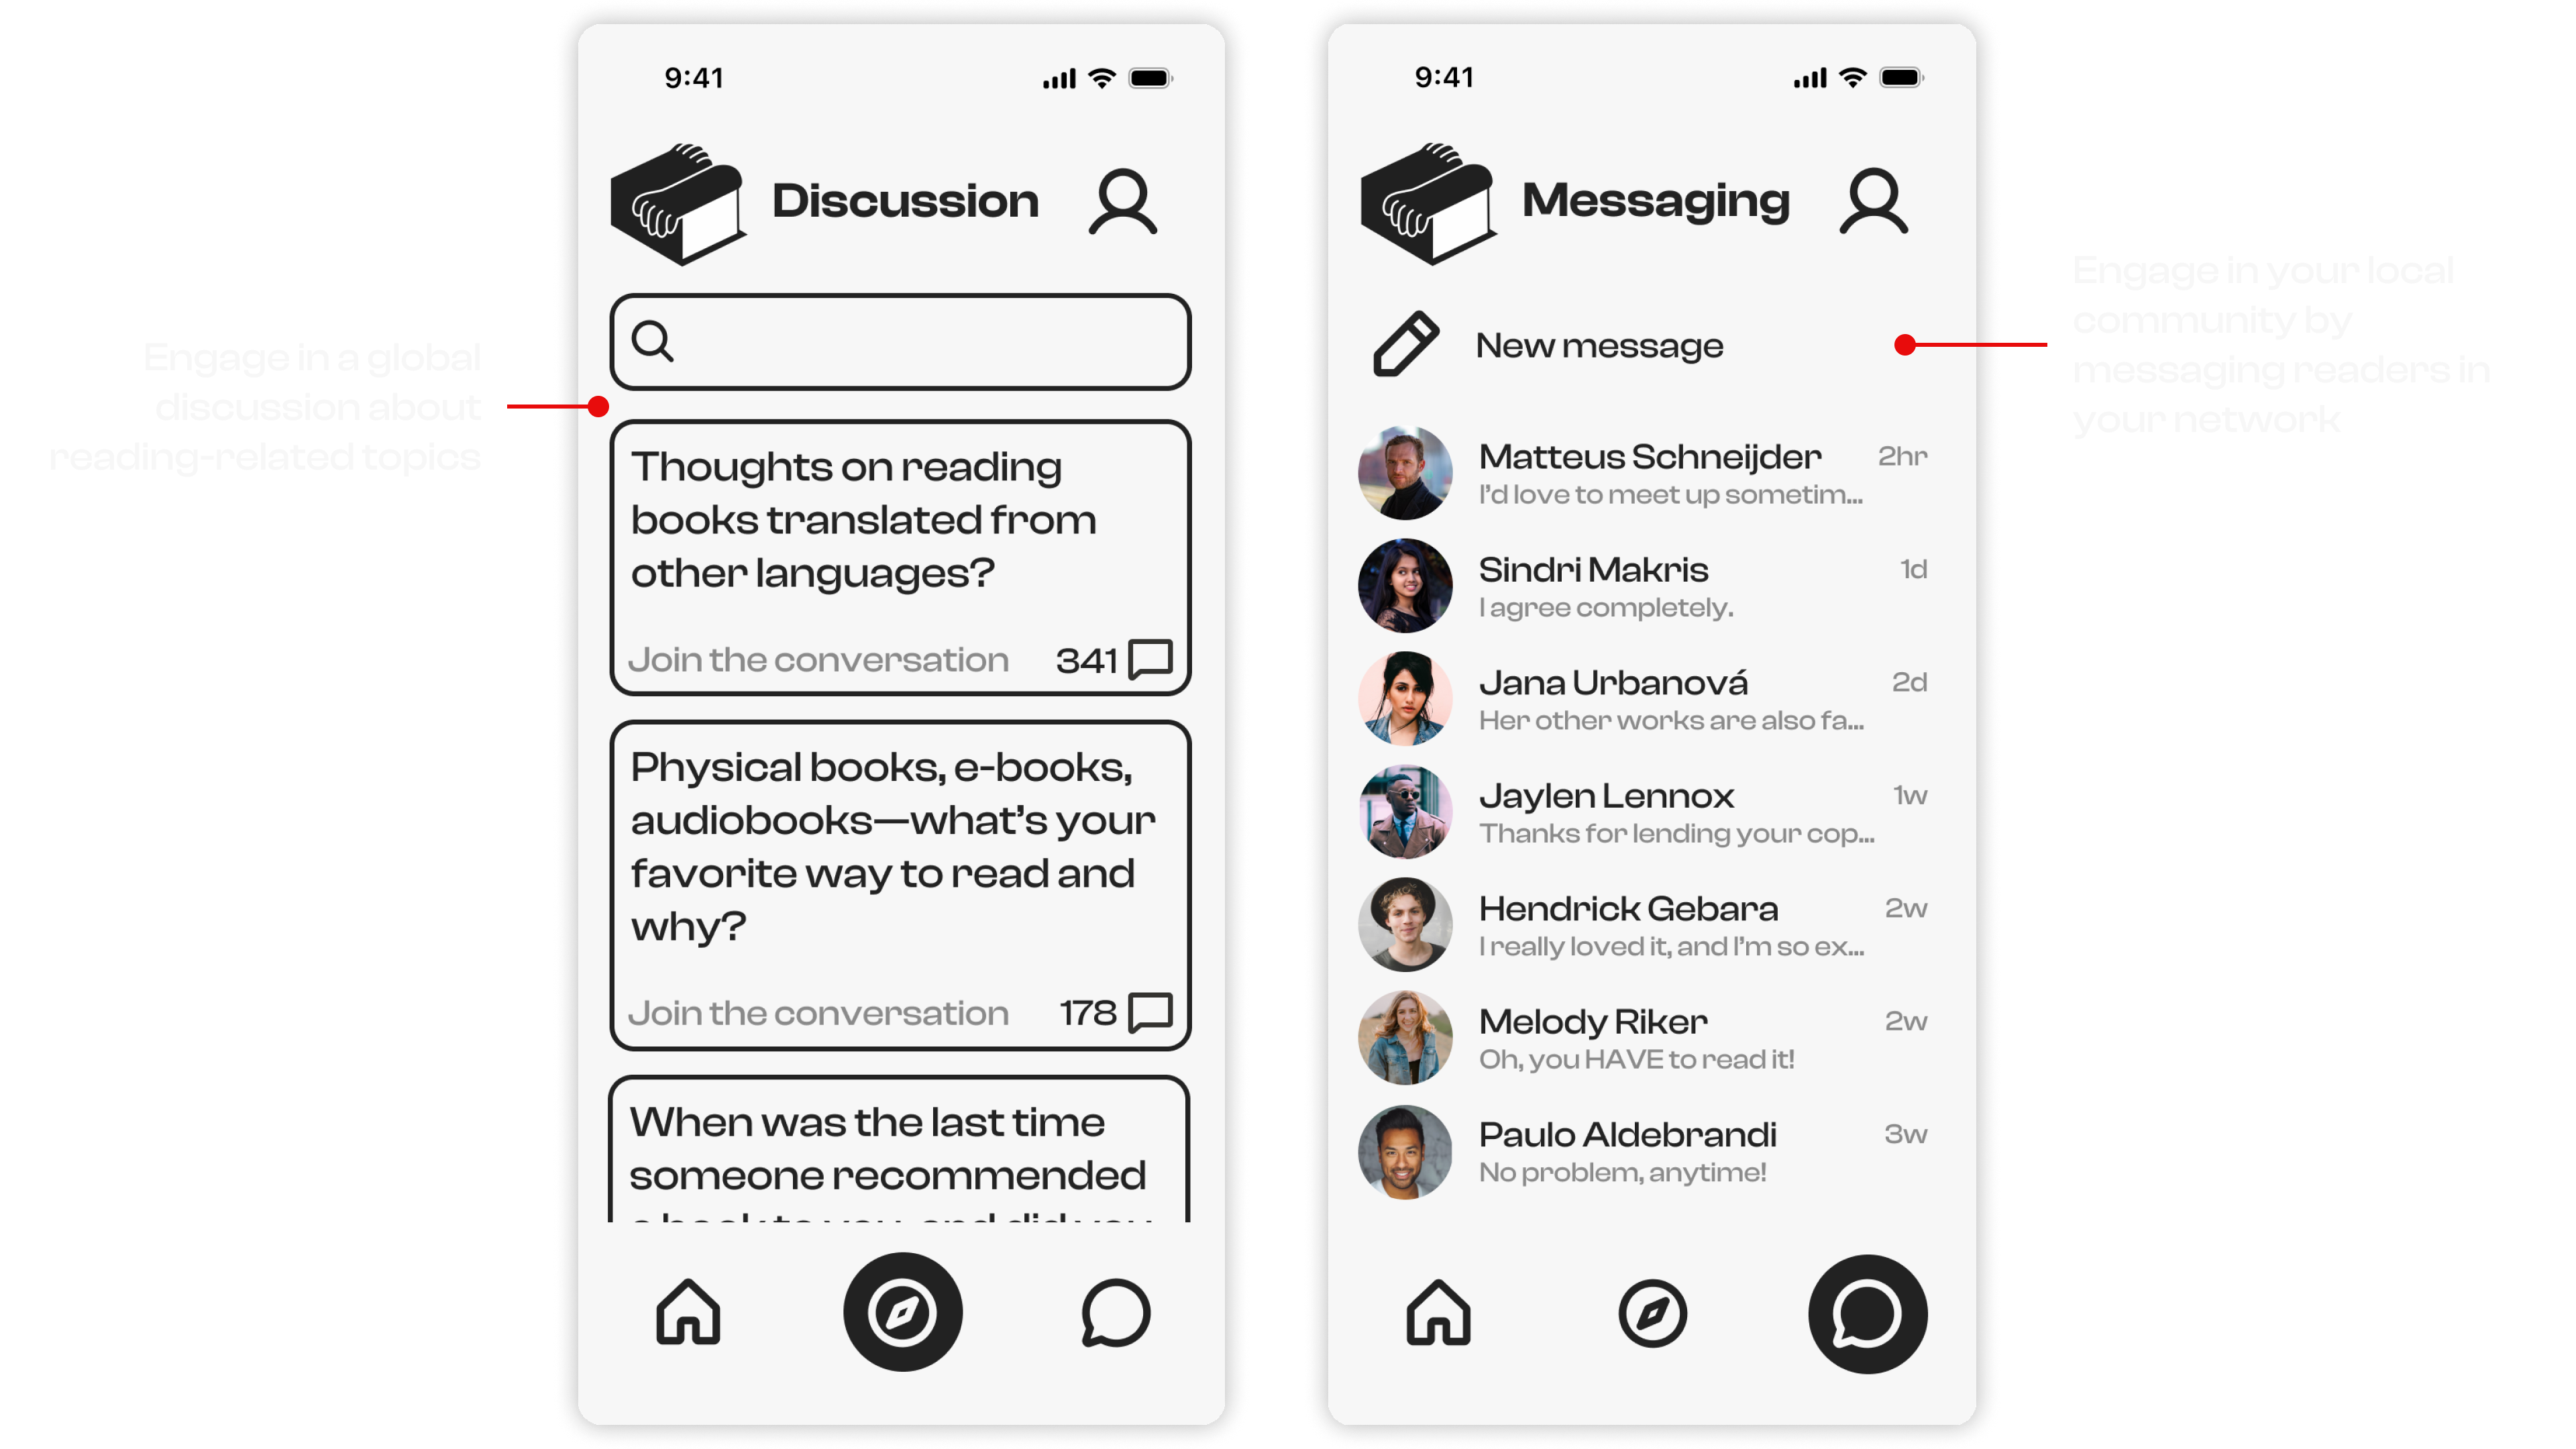 Engage in a global
discussion about
reading-related topics
9:41
Discussion
Thoughts on reading
books translated from
other languages?
Join the conversation 341
Physical books, e-books,
audiobooks—what's your
favorite way to read and
why?
Join the conversation 178
When was the last time
someone recommended
a book to you, and did you
9:41
Messaging
New message
Matteus Schneijder 2hr
I'd love to meet up sometim...
Sindri Makris 1d
I agree completely.
Jana Urbanová 2d
Her other works are also fa...
Jaylen Lennox 1w
Thanks for lending your cop...
Hendrick Gebara 2w
I really loved it, and I'm so ex...
Melody Riker 2w
Oh, you HAVE to read it!
Paulo Aldebrandi 3w
No problem, anytime!
Engage in your local
community by
messaging readers in
your network